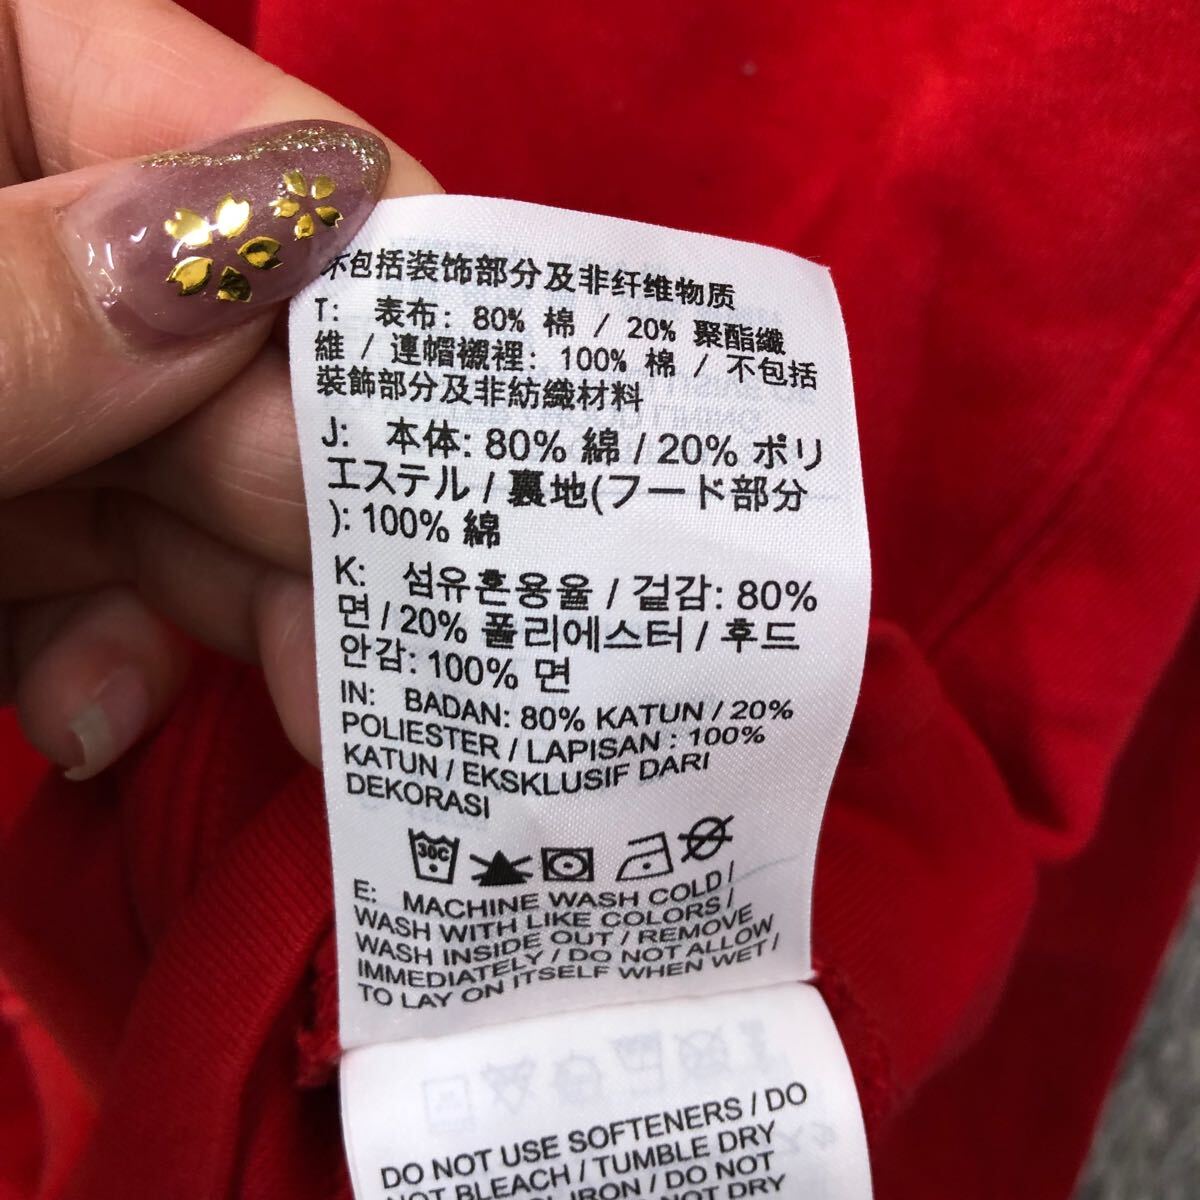 不包括装饰部分及非纤维物质
T: 表布: 80% 棉 / 20% 聚酯纖
維 / 連帽襯裡: 100% 棉 / 不包括
裝飾部分及非紡織材料
J: 本体: 80% 綿 / 20% ポリ
エステル / 裏地(フード部分
): 100% 綿
K: 섬유혼용율 / 겉감: 80%
면 / 20% 폴리에스터 / 후드
안감: 100% 면
IN: BADAN: 80% KATUN / 20%
POLIESTER / LAPISAN : 100%
KATUN / EKSKLUSIF DARI
DEKORASI
30C
E: MACHINE WASH COLD /
WASH WITH LIKE COLORS /
WASH INSIDE OUT / REMOVE
IMMEDIATELY / DO NOT ALLOW
TO LAY ON ITSELF WHEN WET /
DO NOT USE SOFTENERS / DO
NOT BLEACH / TUMBLE DRY
IRON / DO NOT
DRY